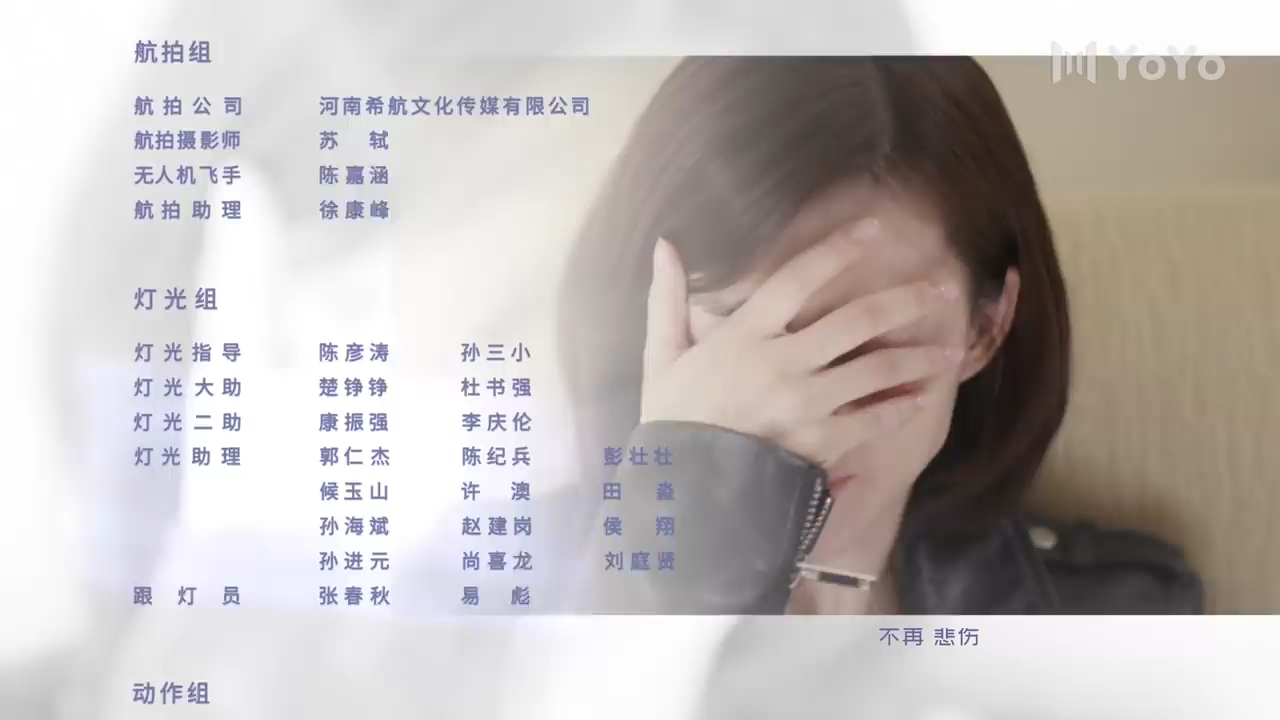 YOYO
航拍组
航拍公司 河南希航文化传媒有限公司
航拍摄影师 苏轼
无人机飞手 陈嘉涵
航拍助理 徐康峰
灯光组
灯光指导 陈彦涛 孙三小
灯光大助 楚铮铮 杜书强
灯光二助 康振强 李庆伦
灯光助理 郭仁杰 陈纪兵 彭壮壮
候玉山 许澳 田淼
孙海斌 赵建岗 侯翔
孙进元 尚喜龙 刘庭贤
跟灯员 张春秋 易彪
不再 悲伤
动作组